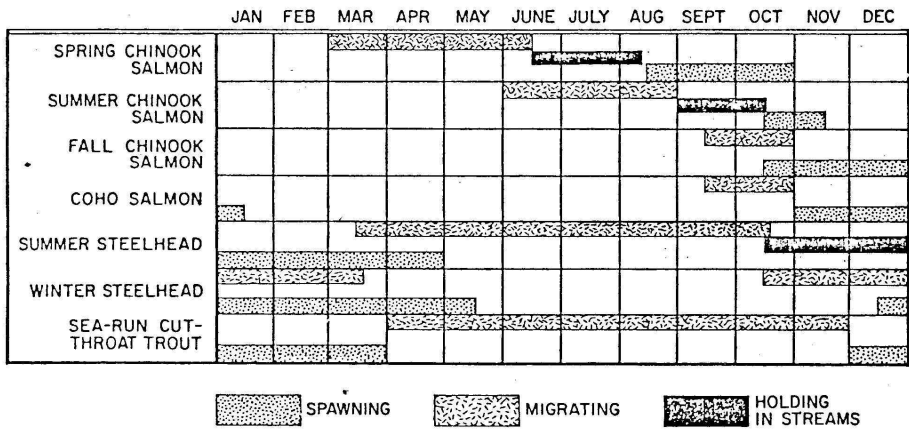 JAN FEB MAR APR MAY JUNE JULY AUG SEPT OCT NOV DEC
SPRING CHINOOK
SALMON
SUMMER CHINOOK
SALMON
FALL CHINOOK
SALMON
COHO SALMON
SUMMER STEELHEAD
WINTER STEELHEAD
SEA-RUN CUT-
THROAT TROUT
SPAWNING
MIGRATING
HOLDING
IN STREAMS